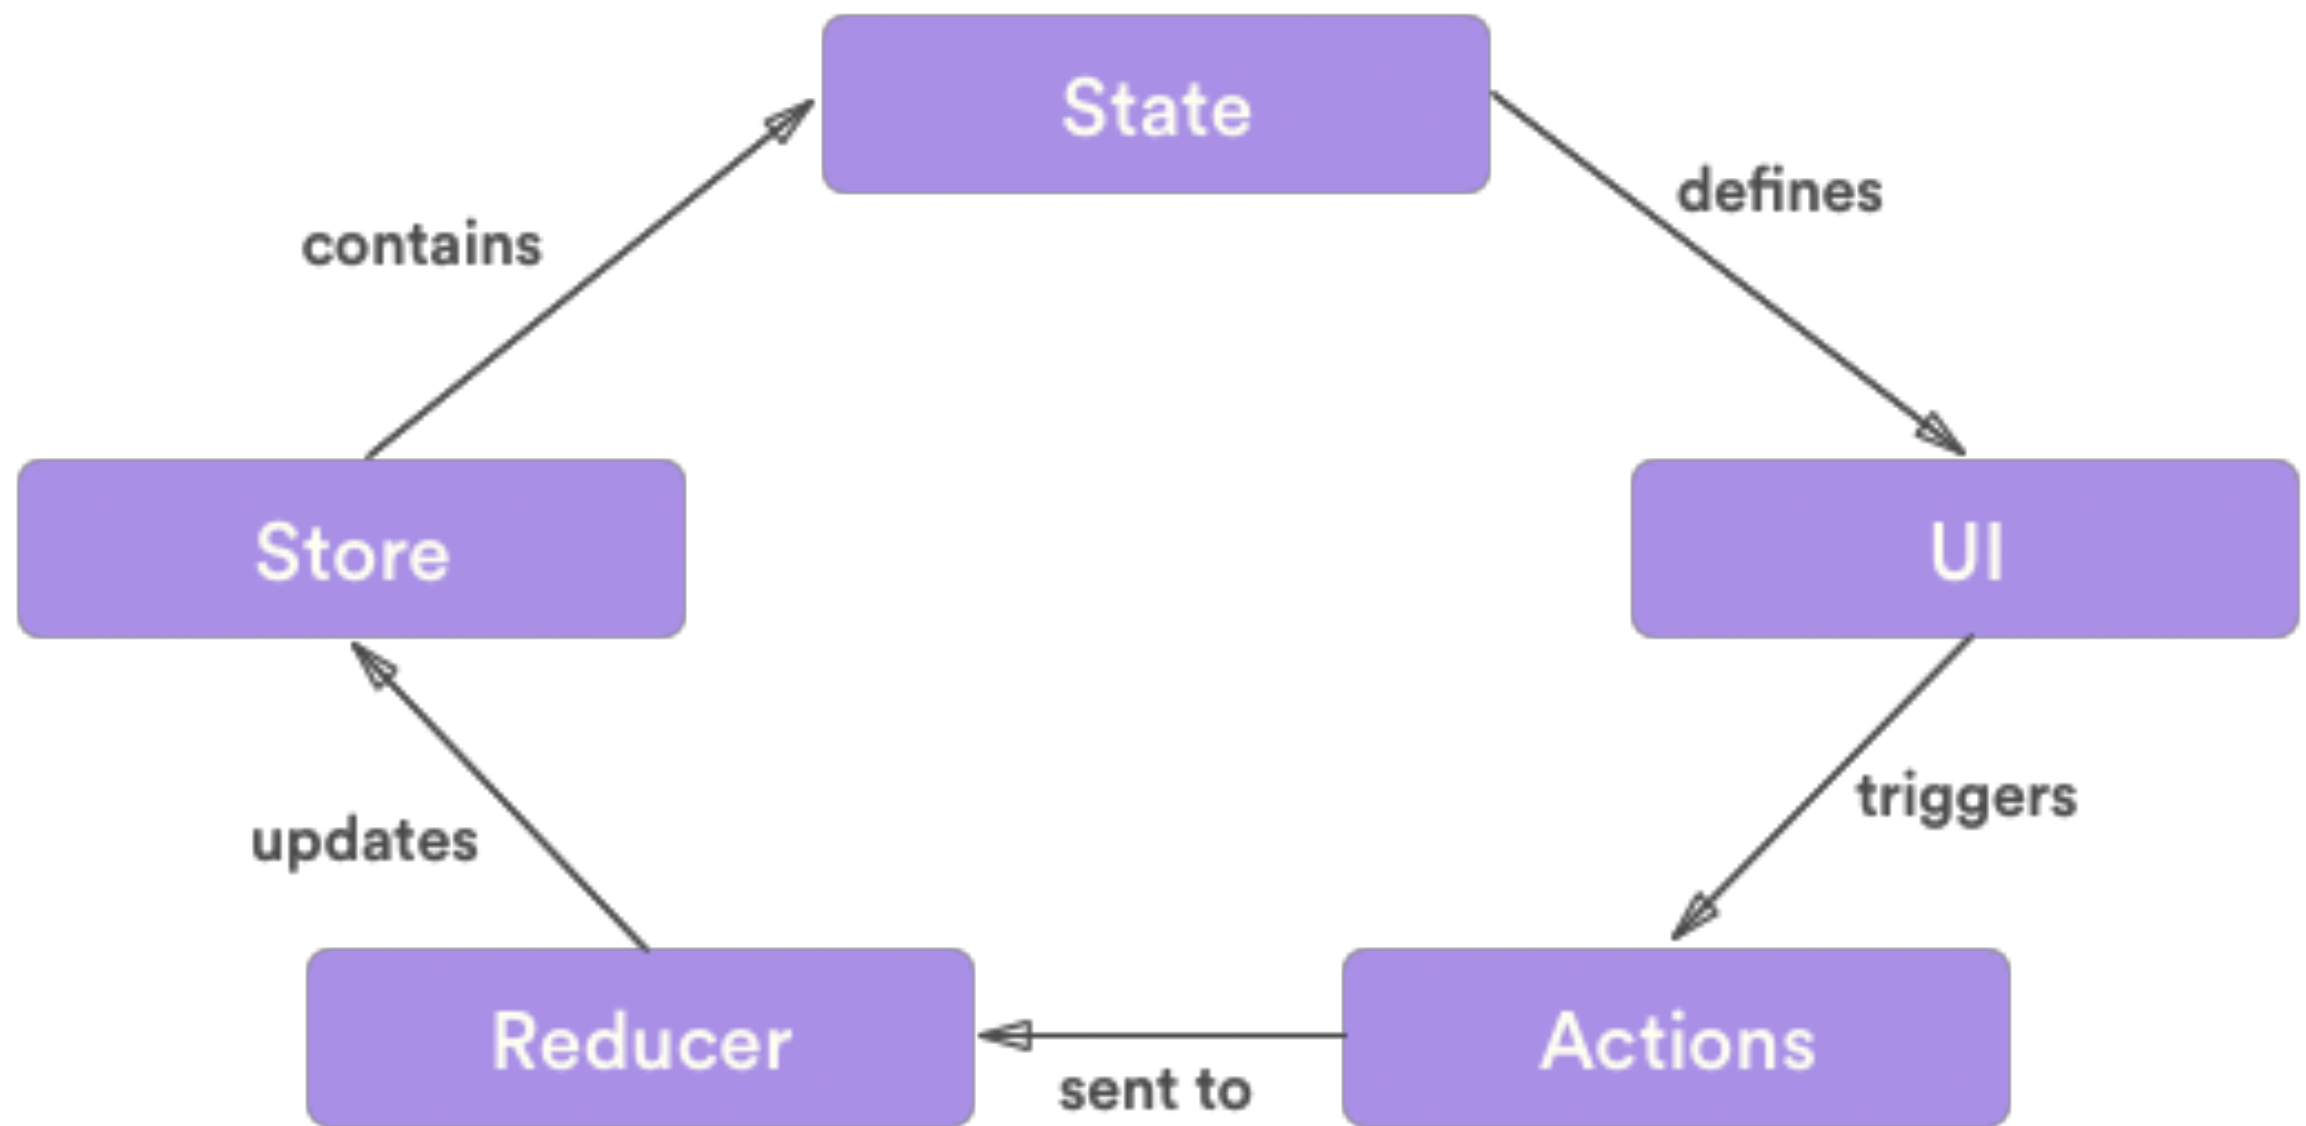 State
defines
contains
Store
UI
triggers
updates
Reducer
Actions
sent to